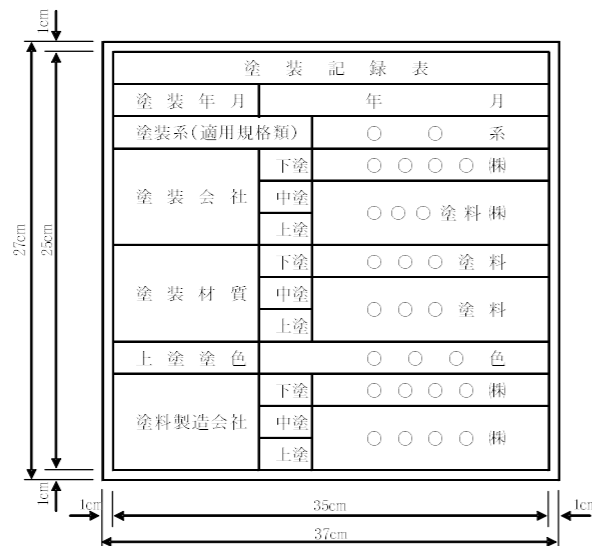 1cm
塗装記録表
塗装年月 年 月
塗装系(適用規格類) ○ ○ 系
塗装会社 下塗 ○○○○㈱
中塗 ○○○塗料㈱
上塗
塗装材質 下塗 ○○○塗料
中塗 ○○○塗料
上塗
上塗塗色 ○○○色
塗料製造会社 下塗 ○○○○㈱
中塗 ○○○○㈱
上塗
27cm
25cm
1cm
1cm 35cm 1cm
37cm